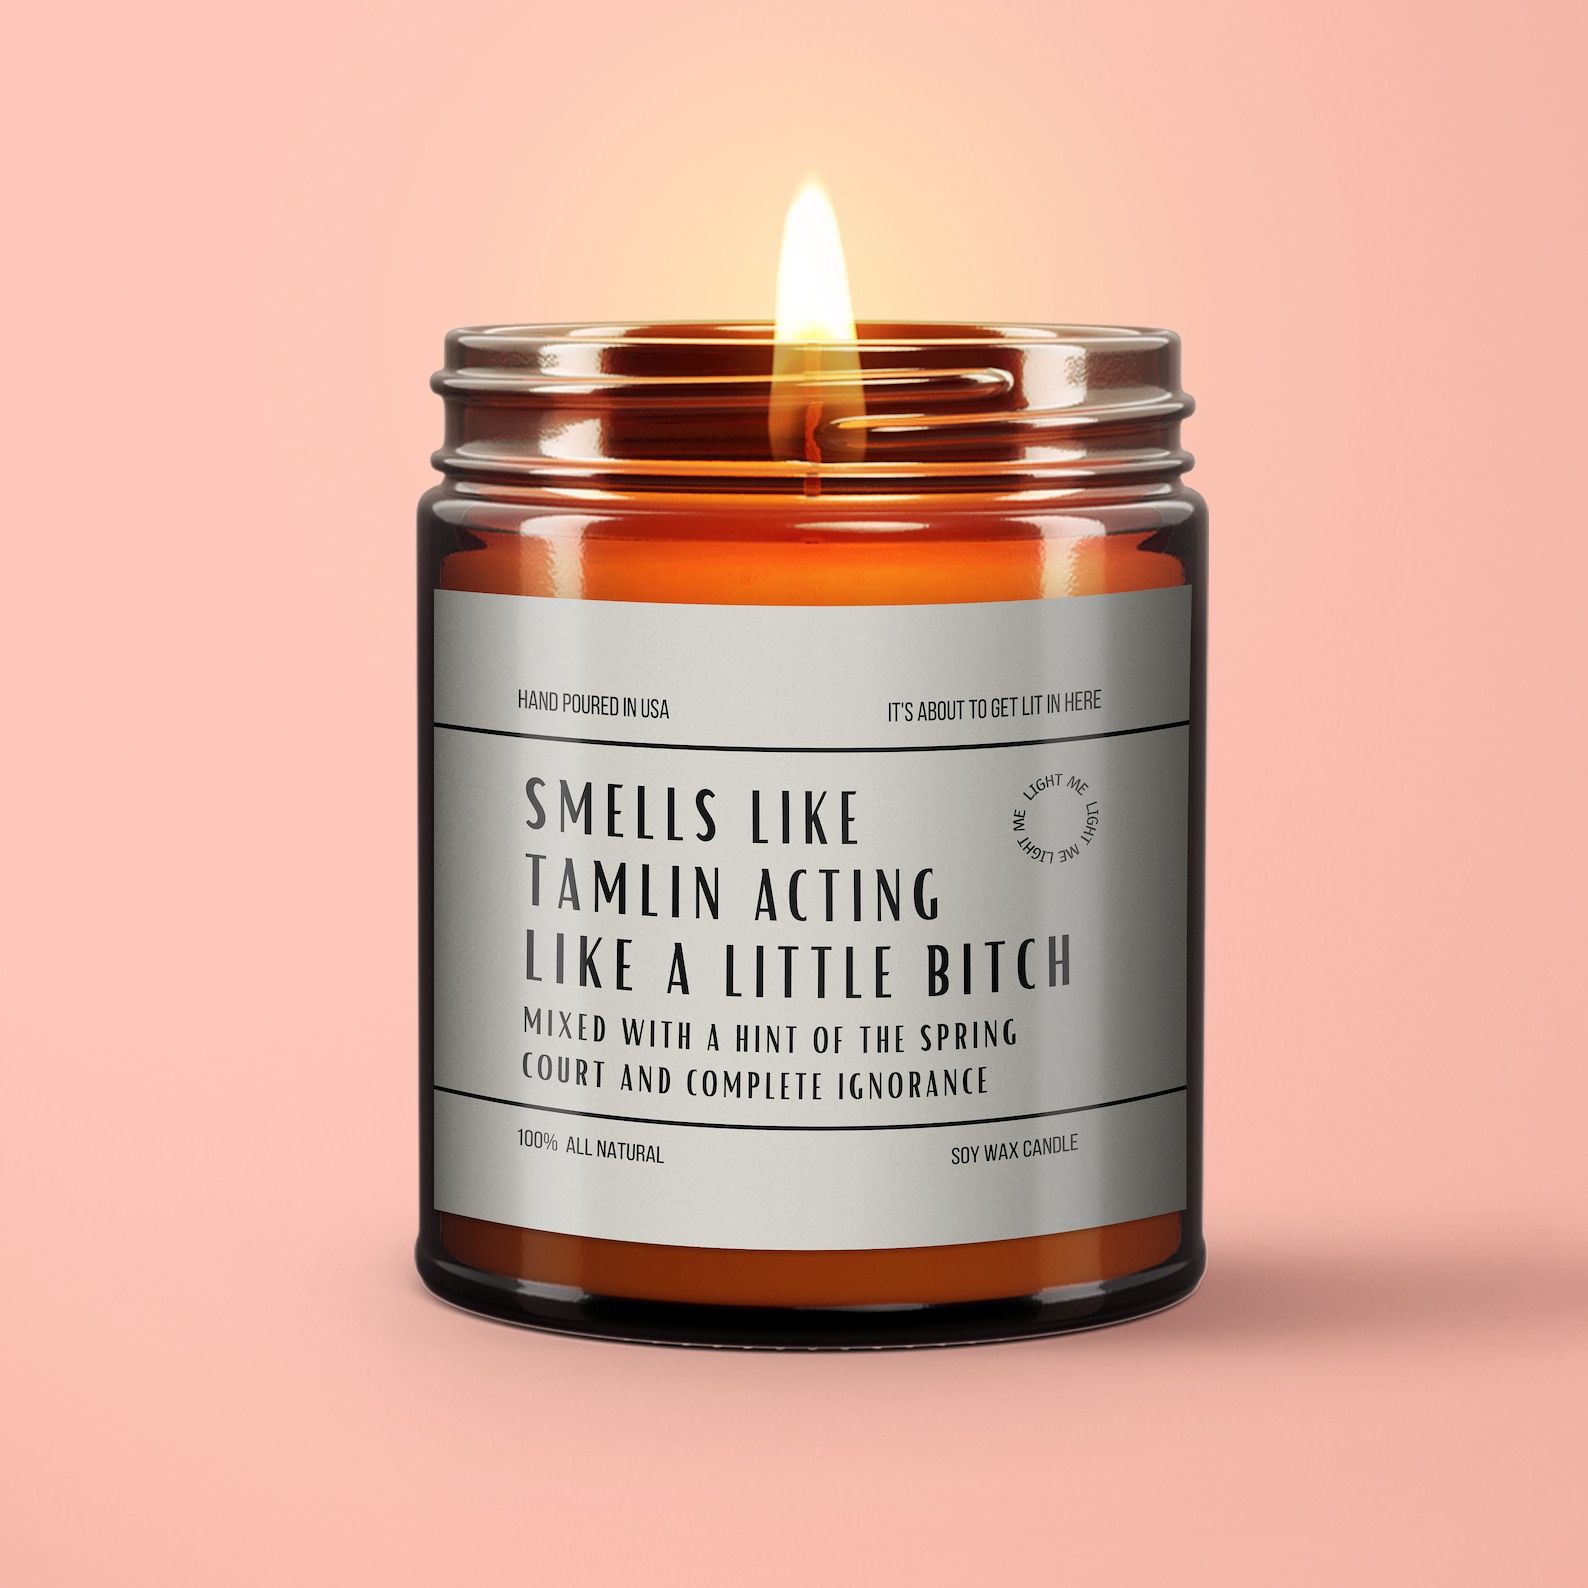 HAND POURED IN USA
IT'S ABOUT TO GET LIT IN HERE
LIGHT ME LIGHT ME LIGHT ME
SMELLS LIKE
TAMLIN ACTING
LIKE A LITTLE BITCH
MIXED WITH A HINT OF THE SPRING
COURT AND COMPLETE IGNORANCE
100% ALL NATURAL
SOY WAX CANDLE